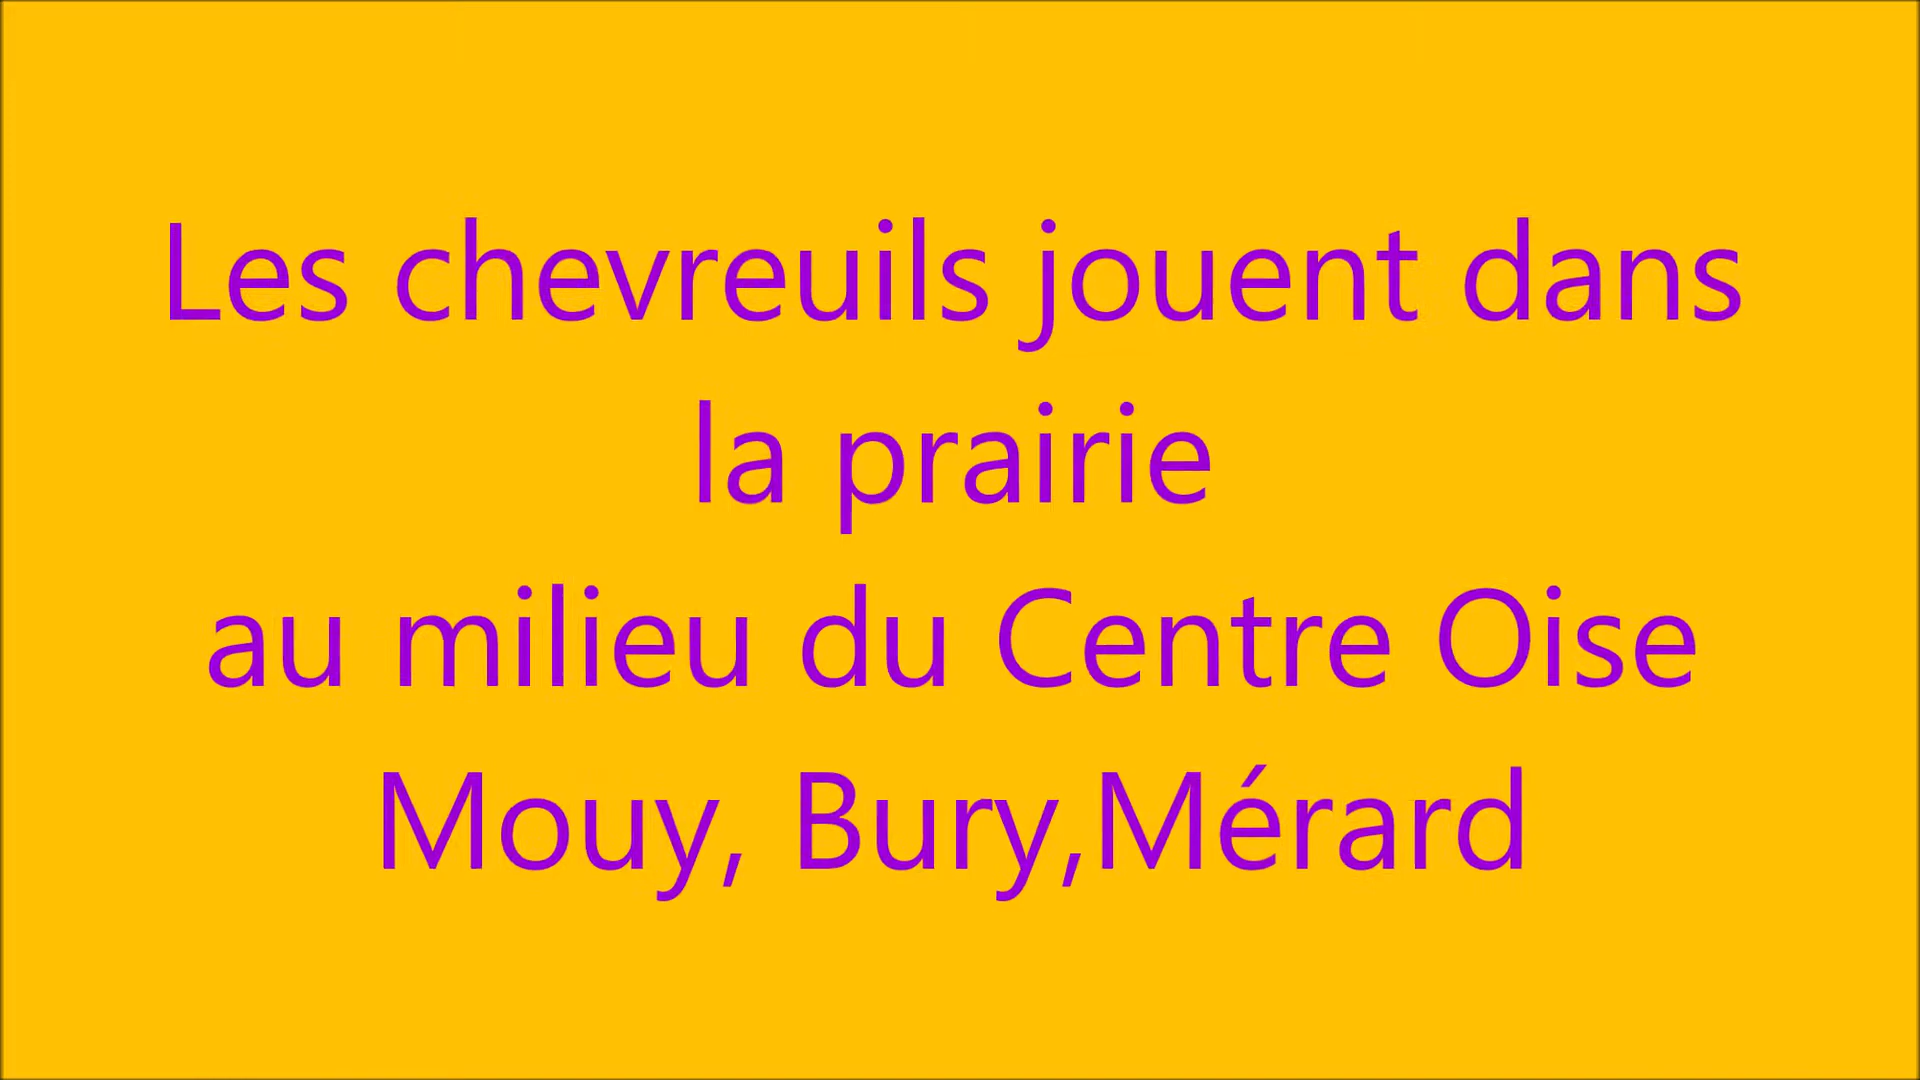 Les chevreuils jouent dans
la prairie
au milieu du Centre Oise
Mouy, Bury,Mérard